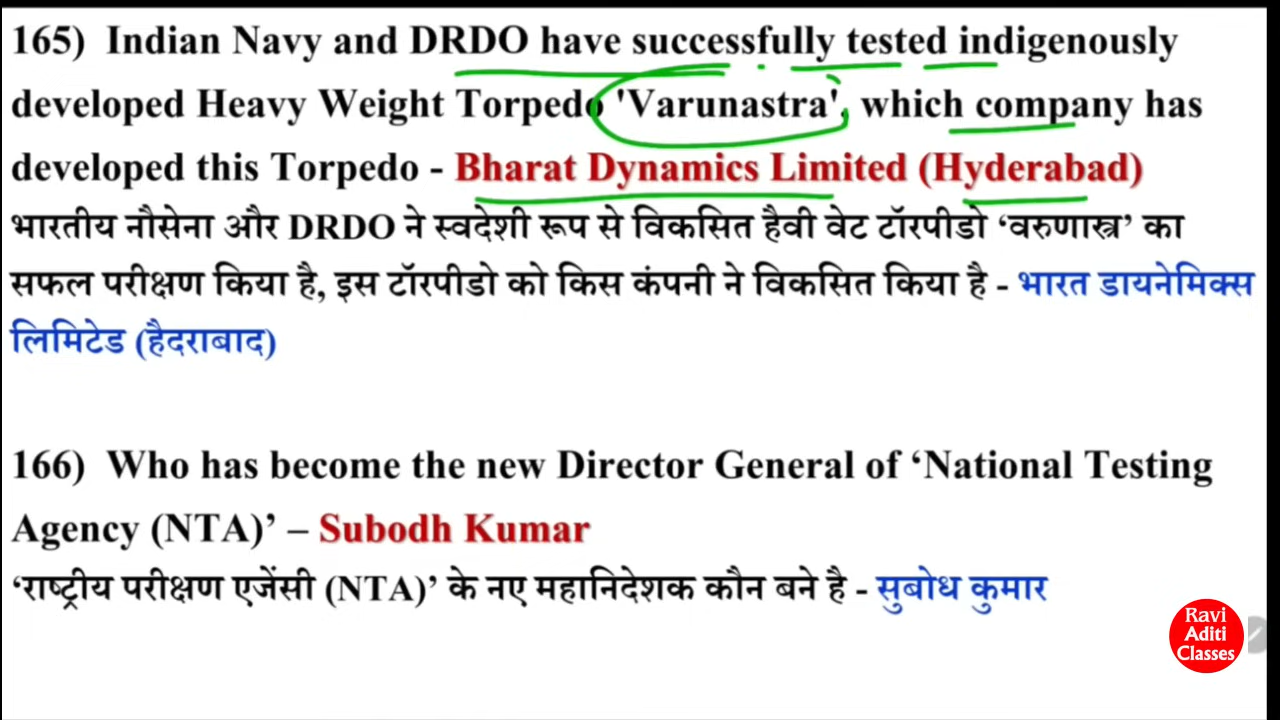 165) Indian Navy and DRDO have successfully tested indigenously
developed Heavy Weight Torpedo 'Varunastra', which company has
developed this Torpedo - Bharat Dynamics Limited (Hyderabad)
भारतीय नौसेना और DRDO ने स्वदेशी रूप से विकसित हैवी वेट टॉरपीडो ‘वरुणास्त्र’ का
सफल परीक्षण किया है, इस टॉरपीडो को किस कंपनी ने विकसित किया है - भारत डायनेमिक्स
लिमिटेड (हैदराबाद)
166) Who has become the new Director General of ‘National Testing
Agency (NTA)’ – Subodh Kumar
‘राष्ट्रीय परीक्षण एजेंसी (NTA)’ के नए महानिदेशक कौन बने है - सुबोध कुमार
Ravi
Aditi
Classes